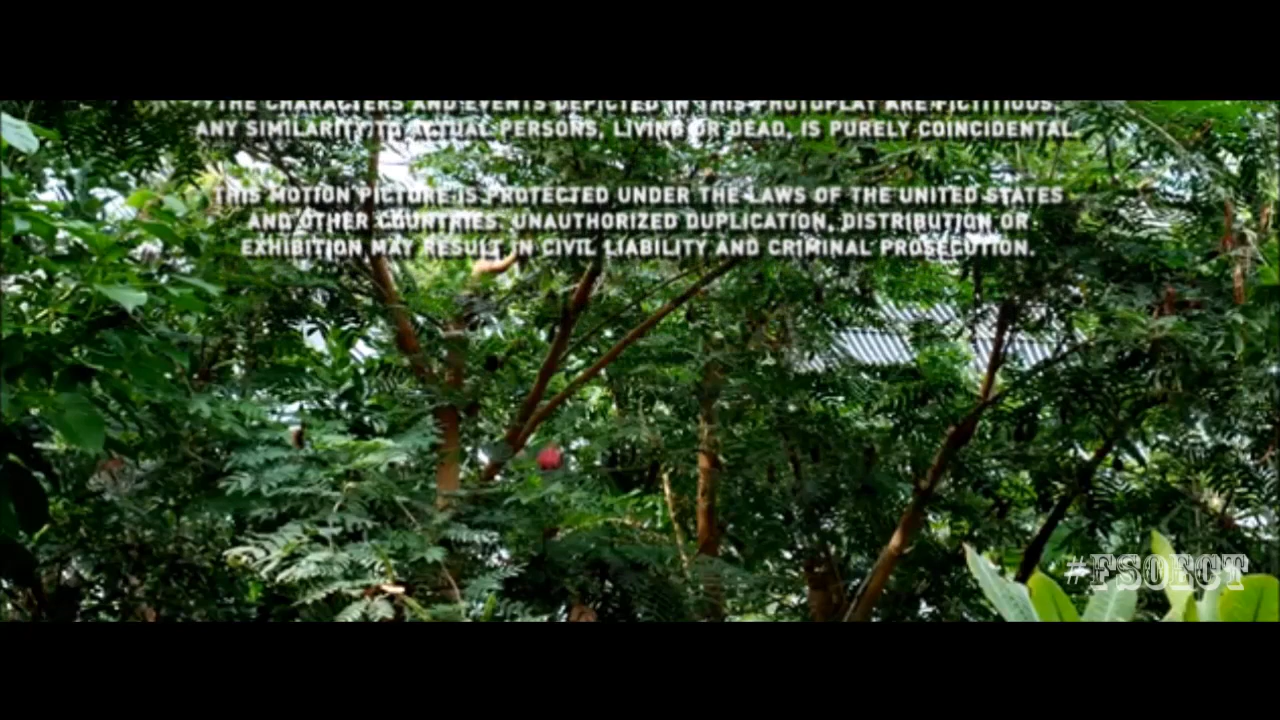 THE CHARACTERS AND EVENTS DEPICTED IN THIS PHOTOPLAY ARE FICTITIOUS.
ANY SIMILARITY TO ACTUAL PERSONS, LIVING OR DEAD, IS PURELY COINCIDENTAL.
THIS MOTION PICTURE IS PROTECTED UNDER THE LAWS OF THE UNITED STATES
AND OTHER COUNTRIES. UNAUTHORIZED DUPLICATION, DISTRIBUTION OR
EXHIBITION MAY RESULT IN CIVIL LIABILITY AND CRIMINAL PROSECUTION.
#FSOECT